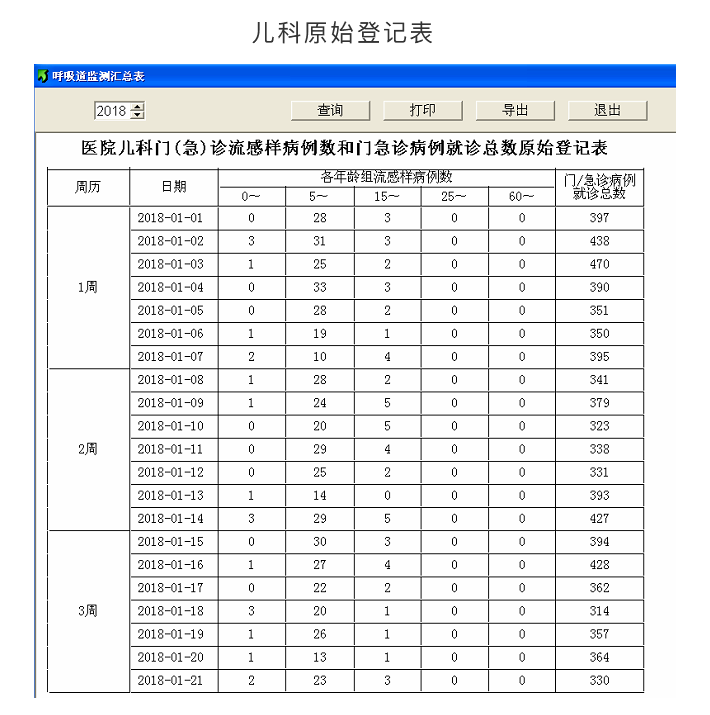 儿科原始登记表
呼吸道监测汇总表
2018 查询 打印 导出 退出
医院儿科门(急)诊流感样病例数和门急诊病例就诊总数原始登记表
周历 日期 各年龄组流感样病例数 门/急诊病例
就诊总数
0～ 5～ 15～ 25～ 60～
2018-01-01 0 28 3 0 0 397
2018-01-02 3 31 3 0 0 438
2018-01-03 1 25 2 0 0 470
1周 2018-01-04 0 33 3 0 0 390
2018-01-05 0 28 2 0 0 351
2018-01-06 1 19 1 0 0 350
2018-01-07 2 10 4 0 0 395
2018-01-08 1 28 2 0 0 341
2018-01-09 1 24 5 0 0 379
2018-01-10 0 20 5 0 0 323
2周 2018-01-11 0 29 4 0 0 338
2018-01-12 0 25 2 0 0 331
2018-01-13 1 14 0 0 0 393
2018-01-14 3 29 5 0 0 427
2018-01-15 0 30 3 0 0 394
2018-01-16 1 27 4 0 0 428
2018-01-17 0 22 2 0 0 362
3周 2018-01-18 3 20 1 0 0 314
2018-01-19 1 26 1 0 0 357
2018-01-20 1 13 1 0 0 364
2018-01-21 2 23 3 0 0 330